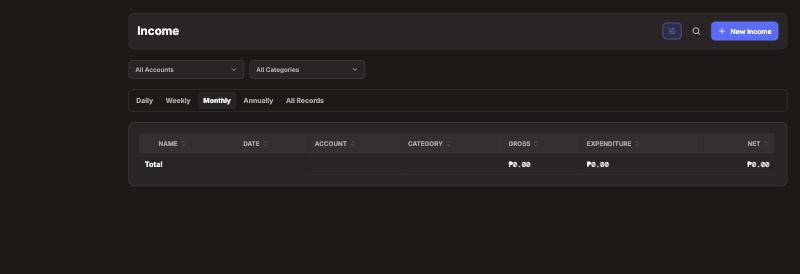 Income
New Income
All Accounts All Categories
Daily Weekly Monthly Annually All Records
NAME DATE ACCOUNT CATEGORY GROSS EXPENDITURE NET
Total ₱0.00 ₱0.00 ₱0.00